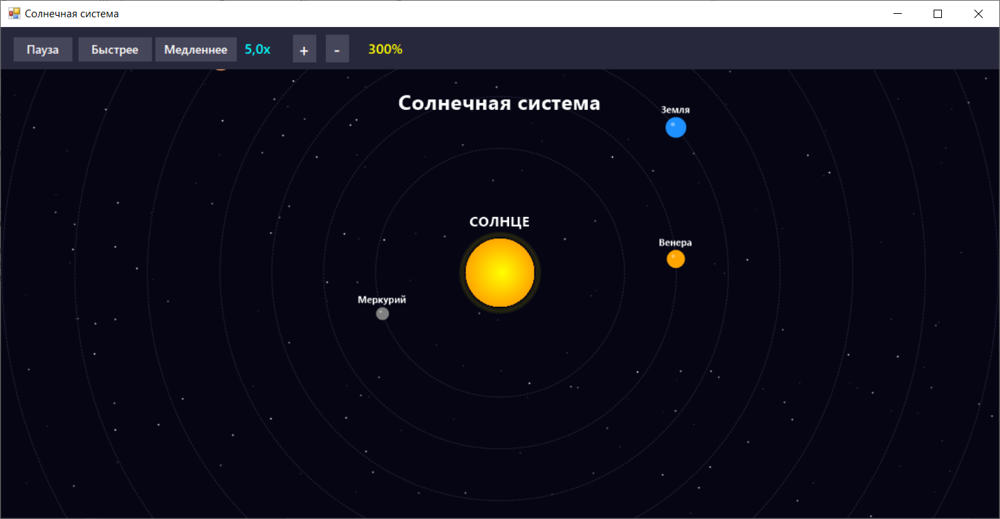 Солнечная система
Пауза Быстрее Медленнее 5,0x + - 300%
Солнечная система
Земля
СОЛНЦЕ
Венера
Меркурий